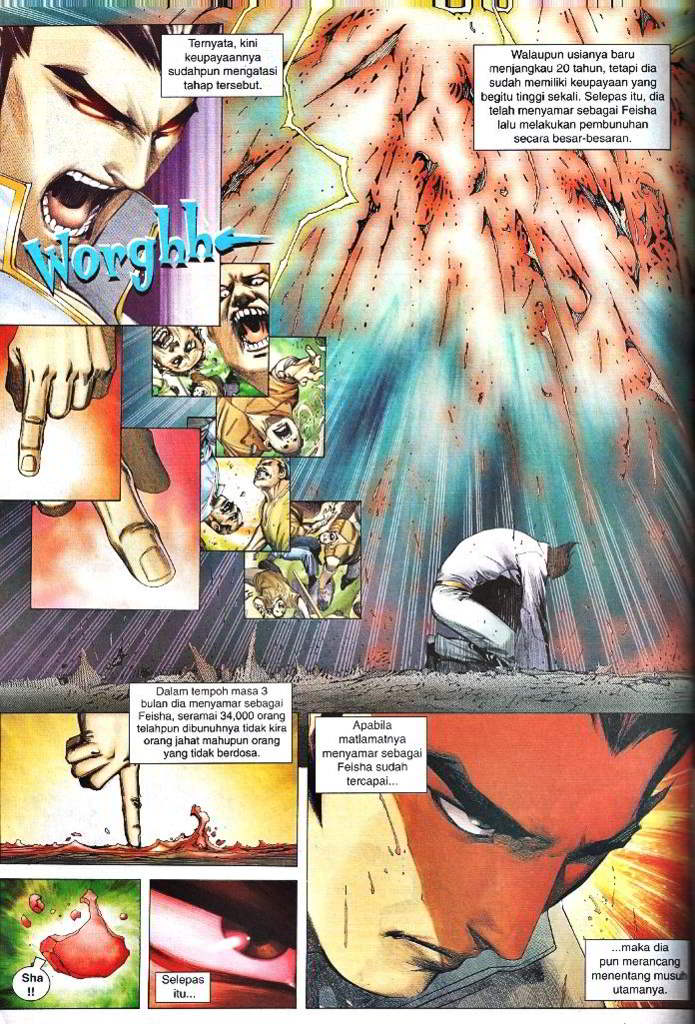 Ternyata, kini
keupayaannya
sudahpun mengatasi
tahap tersebut.
Walaupun usianya baru
menjangkau 20 tahun, tetapi dia
sudah memiliki keupayaan yang
begitu tinggi sekali. Selepas itu, dia
telah menyamar sebagai Feisha
lalu melakukan pembunuhan
secara besar-besaran.
Worghh
Dalam tempoh masa 3
bulan dia menyamar sebagai
Feisha, seramai 34,000 orang
telahpun dibunuhnya tidak kira
orang jahat mahupun orang
yang tidak berdosa.
Apabila
matlamatnya
menyamar sebagai
Feisha sudah
tercapai...
Sha
!!
Selepas
itu...
...maka dia
pun merancang
menentang musuh
utamanya.